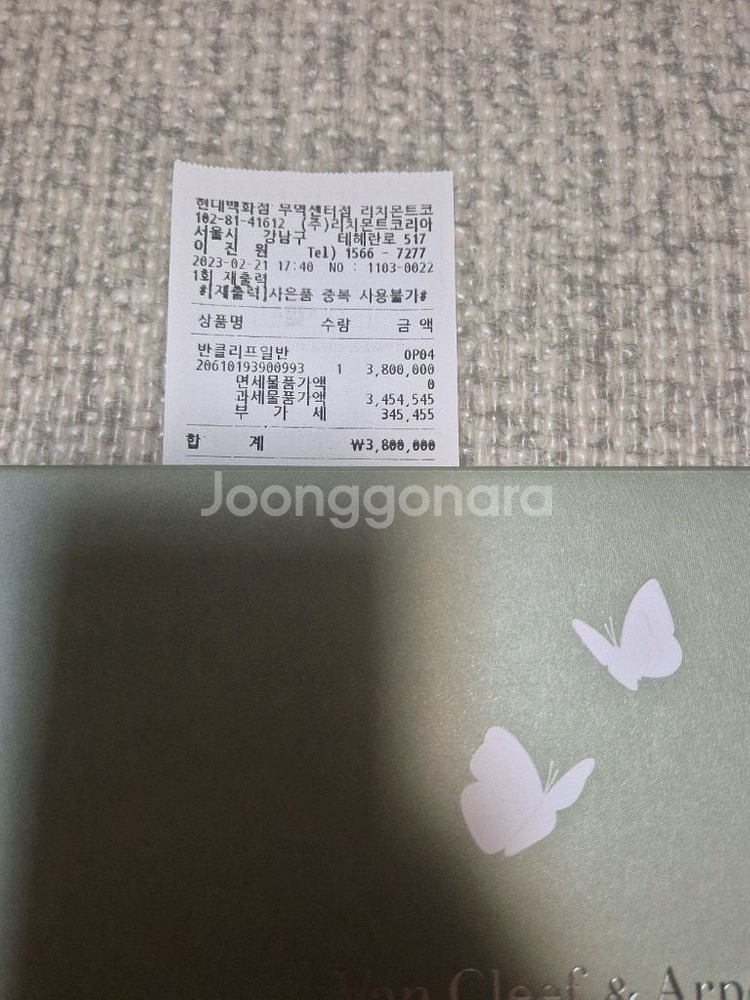 현대백화점 무역센터점 리치몬트코
102-81-41612 (주)리치몬트코리아
서울시 강남구 테헤란로 517
이 진 원 Tel) 1566 - 7277
2023-02-21 17:40 NO : 1103-0022
1회 재출력
#[재출력]사은품 중복 사용불가#
상품명 수량 금 액
반클리프일반 0P04
20610193900993 1 3,800,000
면세물품가액 0
과세물품가액 3,454,545
부 가 세 345,455
합 계 ₩3,800,000
Joonggonara
Van Cleef & Arpe